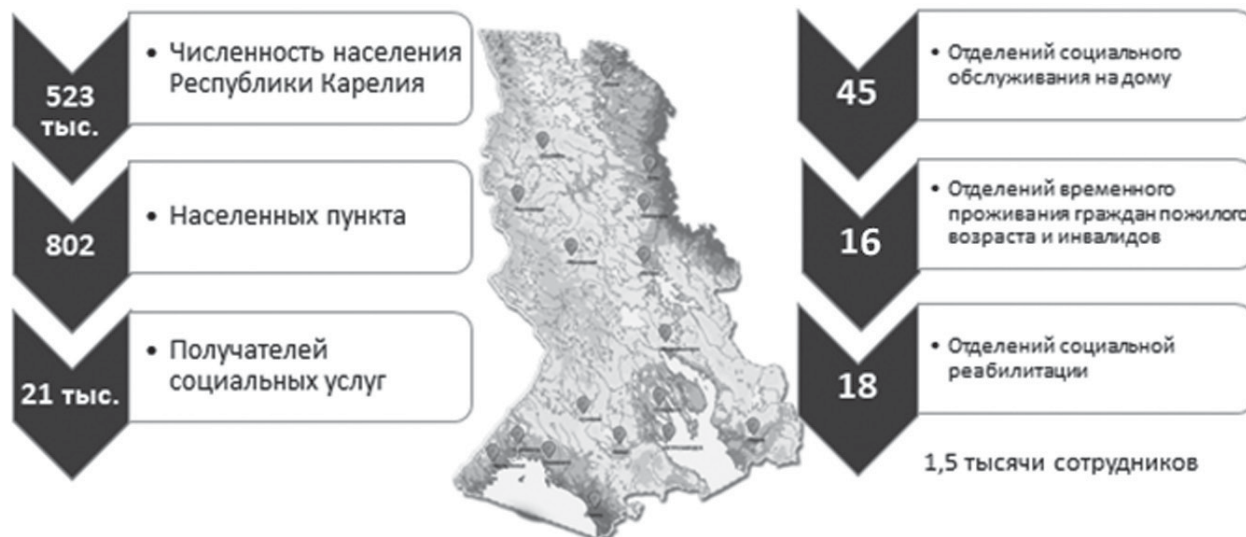 523
тыс.
• Численность населения
Республики Карелия
802
• Населенных пункта
21 тыс.
• Получателей
социальных услуг
45
• Отделений социального
обслуживания на дому
16
• Отделений временного
проживания граждан пожилого
возраста и инвалидов
18
• Отделений социальной
реабилитации
1,5 тысячи сотрудников